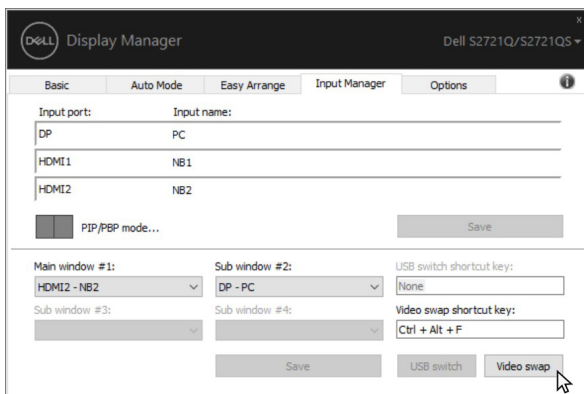 DELL Display Manager
Dell S2721Q/S2721QS
Basic Auto Mode Easy Arrange Input Manager Options
Input port: Input name:
DP PC
HDMI1 NB1
HDMI2 NB2
PIP/PBP mode... Save
Main window #1: Sub window #2: USB switch shortcut key:
HDMI2 - NB2 DP - PC None
Sub window #3: Sub window #4: Video swap shortcut key:
Ctrl + Alt + F
Save USB switch Video swap